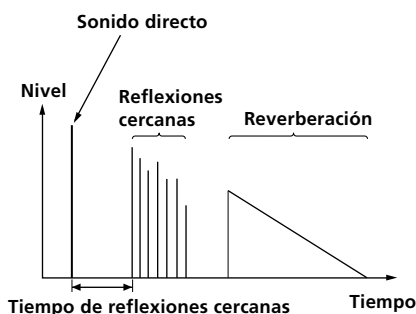 Sonido directo
Nivel
Reflexiones
cercanas
Reverberación
Tiempo de reflexiones cercanas
Tiempo